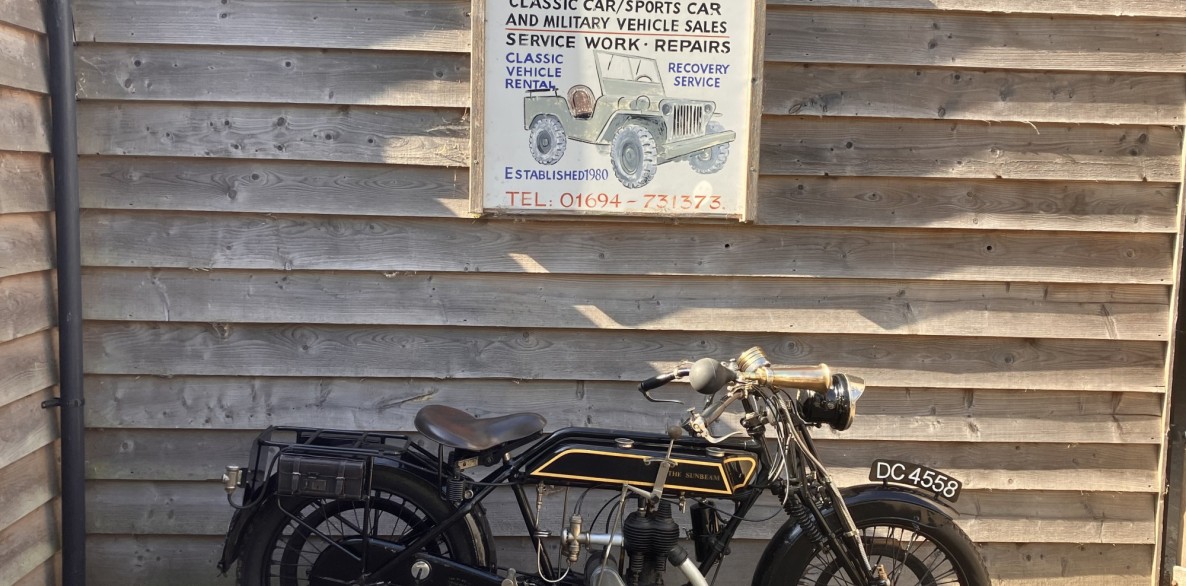 CLASSIC CAR/SPORTS CAR
AND MILITARY VEHICLE SALES
SERVICE WORK · REPAIRS
CLASSIC
VEHICLE
RENTAL
RECOVERY
SERVICE
ESTABLISHED 1980
TEL: 01694-731373.
THE SUNBEAM
DC 4558